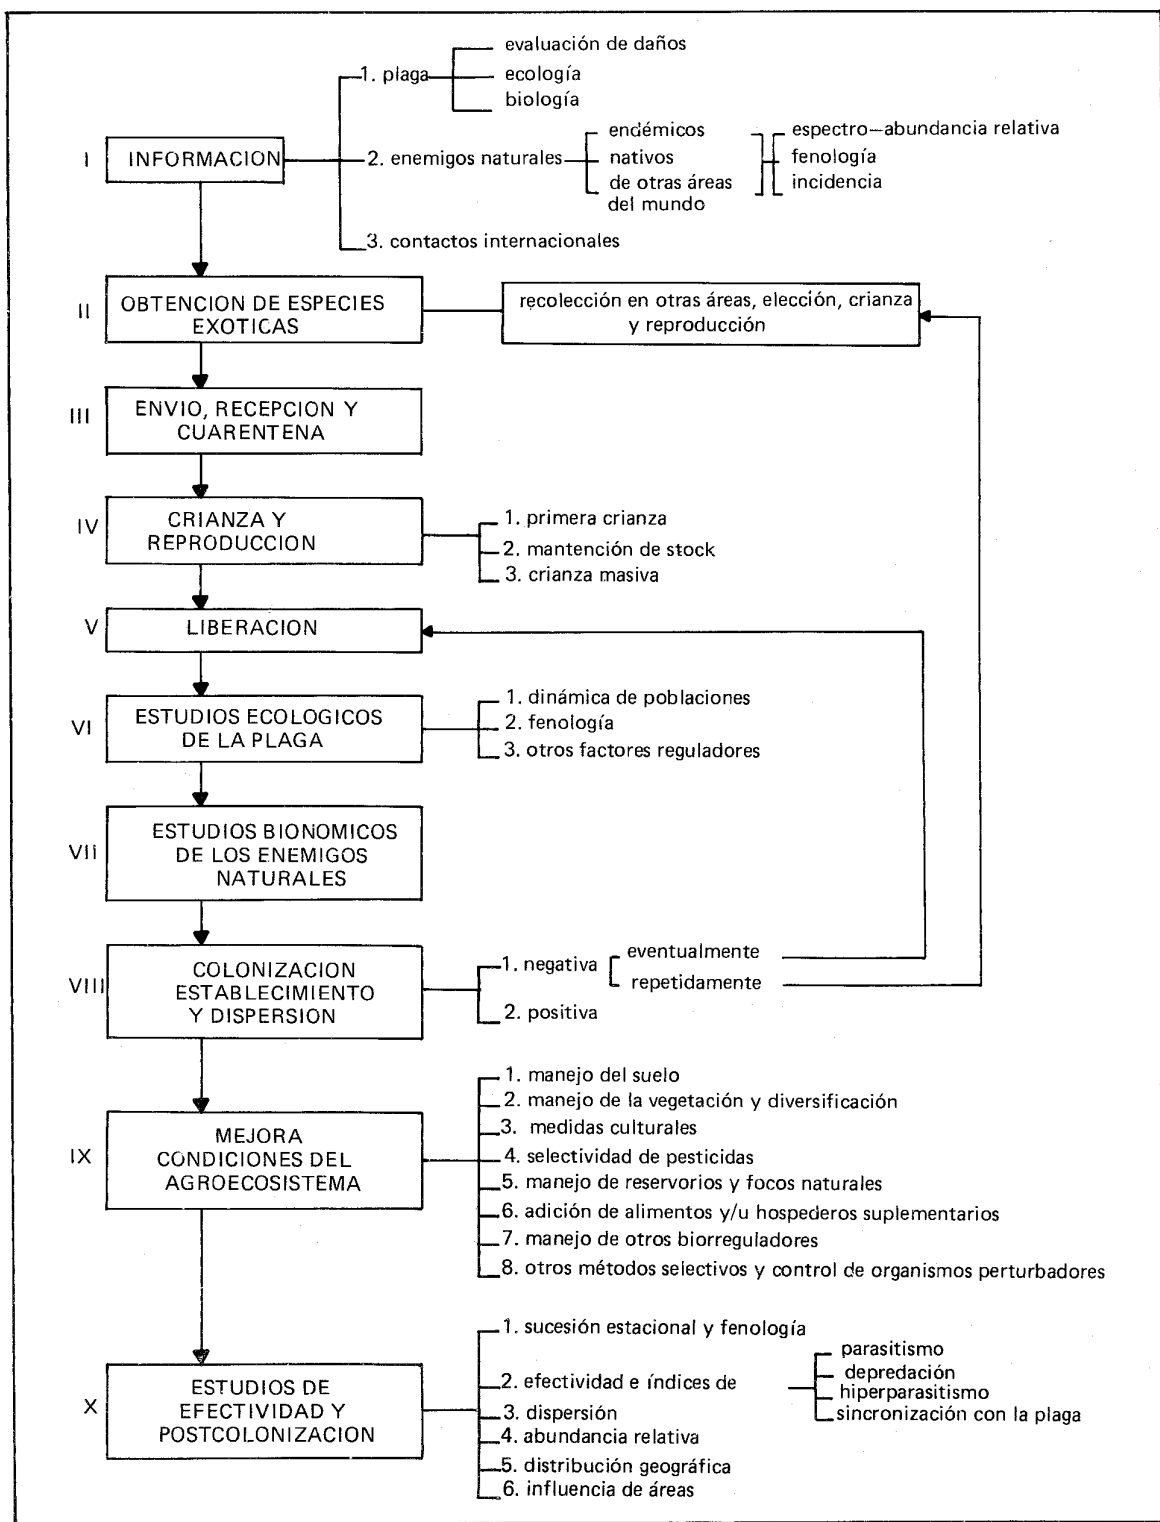 evaluación de daños
1. plaga
ecología
biología
I
INFORMACION
2. enemigos naturales
endémicos
nativos
de otras áreas
del mundo
espectro—abundancia relativa
fenología
incidencia
3. contactos internacionales
II
OBTENCION DE ESPECIES
EXOTICAS
recolección en otras áreas, elección, crianza
y reproducción
III
ENVIO, RECEPCION Y
CUARENTENA
IV
CRIANZA Y
REPRODUCCION
1. primera crianza
2. mantención de stock
3. crianza masiva
V
LIBERACION
VI
ESTUDIOS ECOLOGICOS
DE LA PLAGA
1. dinámica de poblaciones
2. fenología
3. otros factores reguladores
VII
ESTUDIOS BIONOMICOS
DE LOS ENEMIGOS
NATURALES
VIII
COLONIZACION
ESTABLECIMIENTO
Y DISPERSION
1. negativa
eventualmente
repetidamente
2. positiva
IX
MEJORA
CONDICIONES DEL
AGROECOSISTEMA
1. manejo del suelo
2. manejo de la vegetación y diversificación
3. medidas culturales
4. selectividad de pesticidas
5. manejo de reservorios y focos naturales
6. adición de alimentos y/u hospederos suplementarios
7. manejo de otros biorreguladores
8. otros métodos selectivos y control de organismos perturbadores
X
ESTUDIOS DE
EFECTIVIDAD Y
POSTCOLONIZACION
1. sucesión estacional y fenología
2. efectividad e índices de
parasitismo
depredación
hiperparasitismo
sincronización con la plaga
3. dispersión
4. abundancia relativa
5. distribución geográfica
6. influencia de áreas